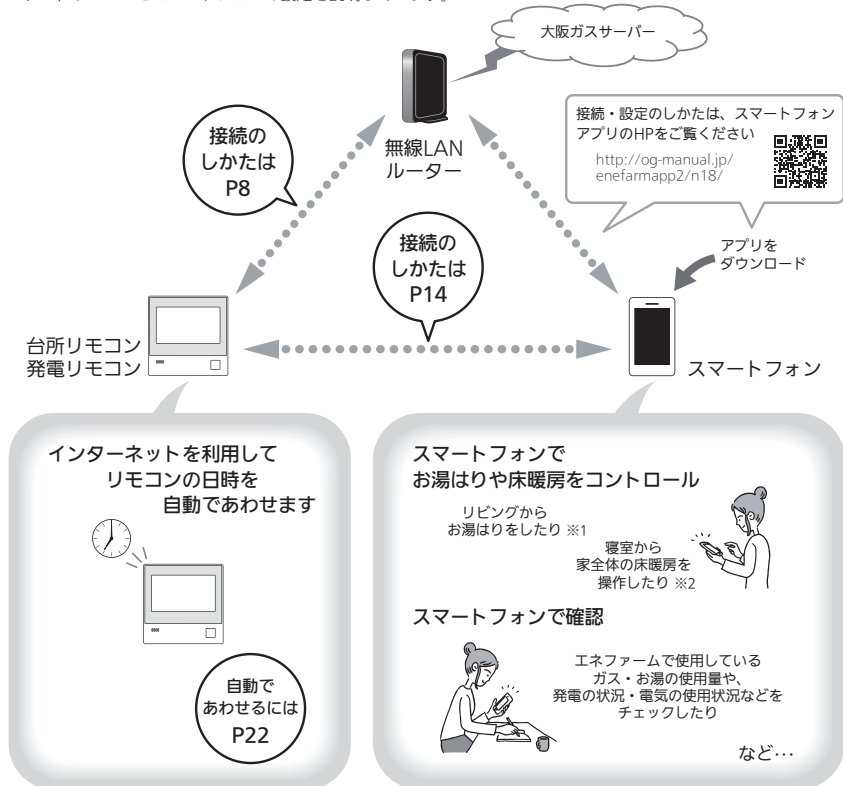 大阪ガスサーバー
接続の
しかたは
P8
無線LAN
ルーター
接続・設定のしかたは、スマートフォン
アプリのHPをご覧ください
http://og-manual.jp/
enefarmapp2/n18/
接続の
しかたは
P14
アプリを
ダウンロード
台所リモコン
発電リモコン
スマートフォン
インターネットを利用して
リモコンの日時を
自動であわせます
自動で
あわせるには
P22
スマートフォンで
お湯はりや床暖房をコントロール
リビングから
お湯はりをしたり ※1
寝室から
家全体の床暖房を
操作したり ※2
スマートフォンで確認
エネファームで使用している
ガス・お湯の使用量や、
発電の状況・電気の使用状況などを
チェックしたり
など…